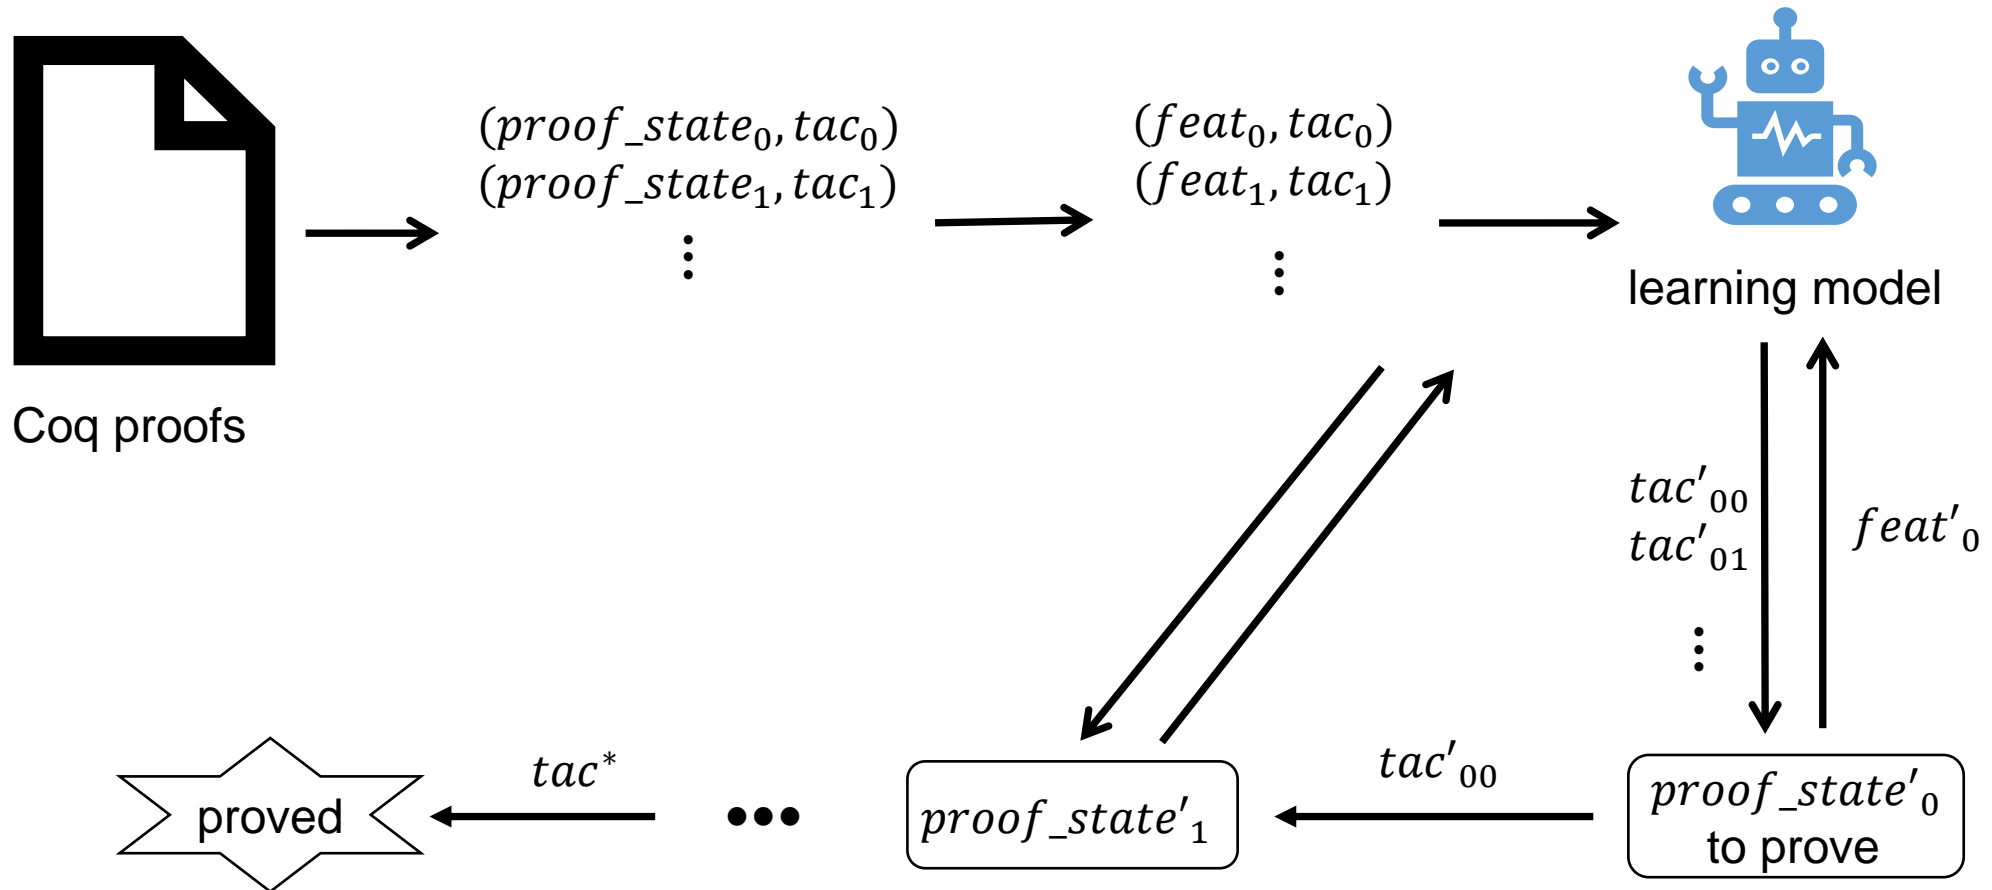 (proof_state₀, tac₀)
(proof_state₁, tac₁)
⋮
(feat₀, tac₀)
(feat₁, tac₁)
⋮
learning model
Coq proofs
tac′₀₀
tac′₀₁
⋮
feat′₀
proved
tac*
•••
proof_state′₁
tac′₀₀
proof_state′₀
to prove